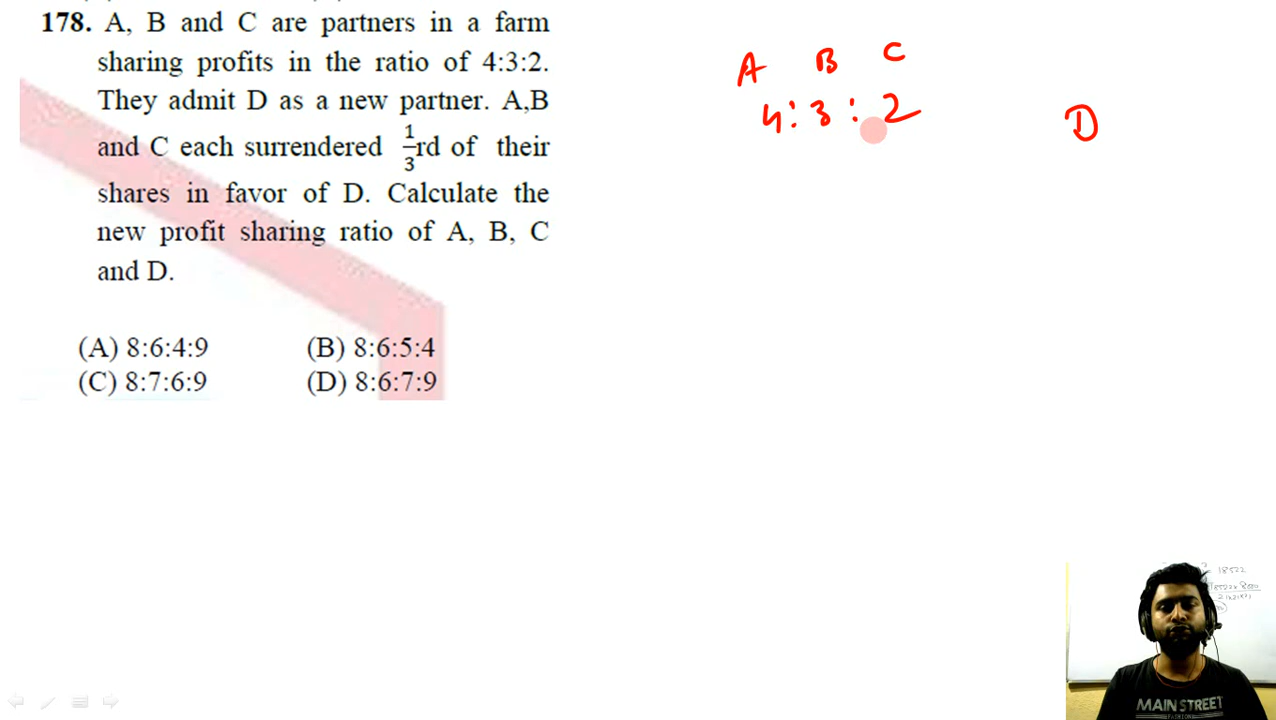 178. A, B and C are partners in a farm
sharing profits in the ratio of 4:3:2.
They admit D as a new partner. A,B
and C each surrendered 1/3rd of their
shares in favor of D. Calculate the
new profit sharing ratio of A, B, C
and D.
(A) 8:6:4:9 (B) 8:6:5:4
(C) 8:7:6:9 (D) 8:6:7:9
A B C
4:3:2 D
18522
MAIN STREET
FASHION